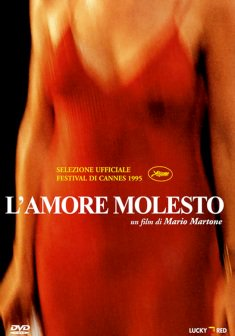 SELEZIONE UFFICIALE
FESTIVAL DI CANNES 1995
L'AMORE MOLESTO
un film di Mario Martone
DVD
LUCKY RED